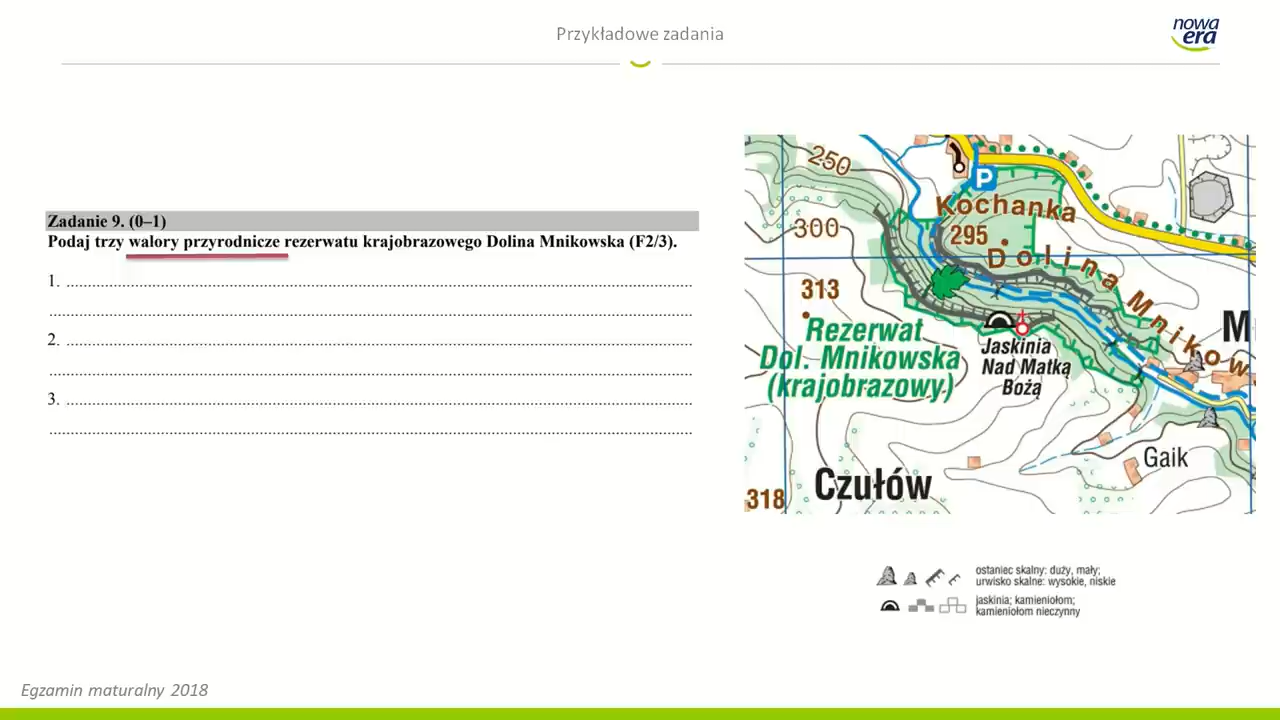 Przykładowe zadania
nowa
era
Zadanie 9. (0–1)
Podaj trzy walory przyrodnicze rezerwatu krajobrazowego Dolina Mnikowska (F2/3).
1. ........................................
........................................
2. ........................................
........................................
3. ........................................
........................................
250
P
Kochanka
300
295
Dolina Mnikow
313
M
Rezerwat
Dol. Mnikowska
(krajobrazowy)
Jaskinia
Nad Matką
Bożą
Gaik
Czułów
318
ostaniec skalny: duży, mały;
urwisko skalne: wysokie, niskie
jaskinia; kamieniołom;
kamieniołom nieczynny
Egzamin maturalny 2018